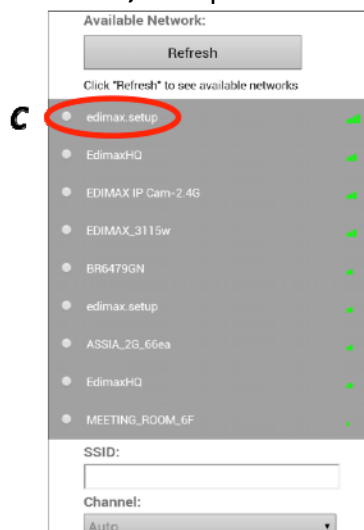 Available Network:
Refresh
Click "Refresh" to see available networks
C
edimax.setup
EdimaxHQ
EDIMAX IP Cam-2.4G
EDIMAX_3115w
BR6479GN
edimax.setup
ASSIA_2G_66ea
EdimaxHQ
MEETING_ROOM_6F
SSID:
Channel:
Auto